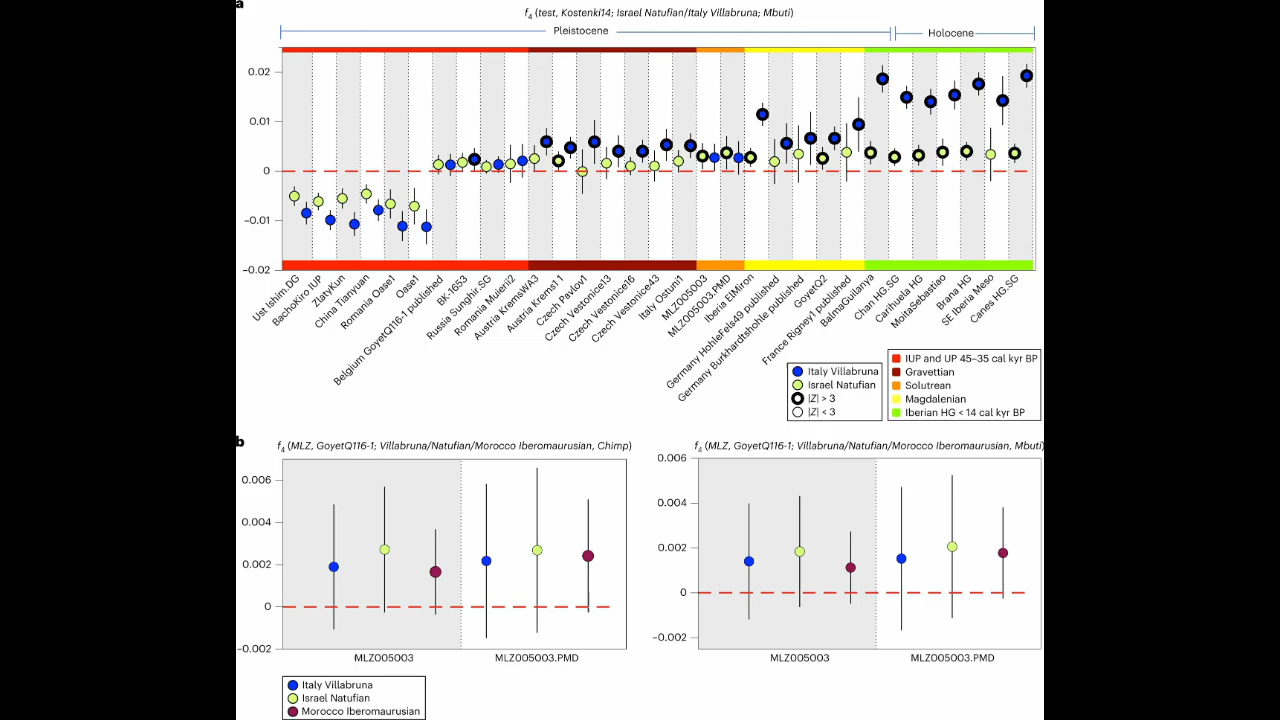 a
f4 (test, Kostenki14; Israel Natufian/Italy Villabruna; Mbuti)
Pleistocene
Holocene
0.02
0.01
0
−0.01
−0.02
Ust Ishim.DG
BachoKiro IUP
ZlatyKun
China Tianyuan
Romania Oase1
Oase1
Belgium GoyetQ116-1 published
BK-1653
Russia Sunghir.SG
Romania Muierii2
Austria KremsWA3
Austria Krems11
Czech Pavlov1
Czech Vestonice13
Czech Vestonice16
Czech Vestonice43
Italy Ostuni1
MLZ005003
MLZ005003.PMD
Iberia ElMiron
Germany HohleFels49 published
Germany Burkhardtshohle published
GoyetQ2
France Rigney1 published
BalmaGuilanya
Chan HG.SG
Carihuela HG
MoitaSebastiao
Brana HG
SE Iberia Meso
Canes HG.SG
Italy Villabruna
Israel Natufian
|Z| > 3
|Z| < 3
IUP and UP 45–35 cal kyr BP
Gravettian
Solutrean
Magdalenian
Iberian HG < 14 cal kyr BP
b
f4 (MLZ, GoyetQ116-1; Villabruna/Natufian/Morocco Iberomaurusian, Chimp)
0.006
0.004
0.002
0
−0.002
MLZ005003
MLZ005003.PMD
f4 (MLZ, GoyetQ116-1; Villabruna/Natufian/Morocco Iberomaurusian, Mbuti)
0.006
0.004
0.002
0
−0.002
MLZ005003
MLZ005003.PMD
Italy Villabruna
Israel Natufian
Morocco Iberomaurusian